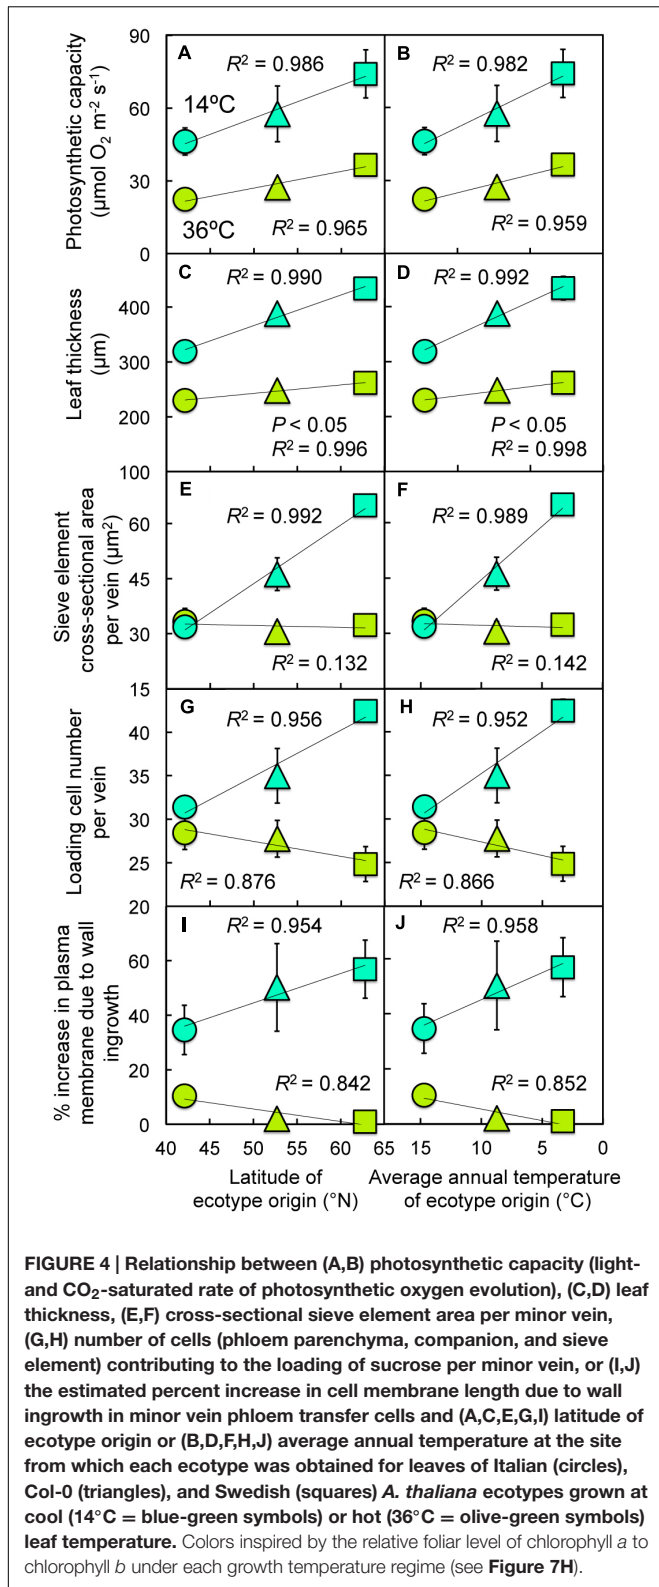 90
A
R² = 0.986
B
R² = 0.982
Photosynthetic capacity
(µmol O₂ m⁻² s⁻¹)
60
14ºC
30
36ºC
R² = 0.965
R² = 0.959
0
C
R² = 0.990
D
R² = 0.992
Leaf thickness
(µm)
400
300
200
P < 0.05
R² = 0.996
P < 0.05
R² = 0.998
100
E
R² = 0.992
F
R² = 0.989
Sieve element
cross-sectional area
per vein (µm²)
60
45
30
R² = 0.132
R² = 0.142
15
G
R² = 0.956
H
R² = 0.952
Loading cell number
per vein
40
35
30
25
R² = 0.876
R² = 0.866
20
I
R² = 0.954
J
R² = 0.958
% increase in plasma
membrane due to wall
ingrowth
60
40
20
R² = 0.842
R² = 0.852
0
40 45 50 55 60 65 15 10 5 0
Latitude of
ecotype origin (°N)
Average annual temperature
of ecotype origin (°C)
FIGURE 4 | Relationship between (A,B) photosynthetic capacity (light-
and CO₂-saturated rate of photosynthetic oxygen evolution), (C,D) leaf
thickness, (E,F) cross-sectional sieve element area per minor vein,
(G,H) number of cells (phloem parenchyma, companion, and sieve
element) contributing to the loading of sucrose per minor vein, or (I,J)
the estimated percent increase in cell membrane length due to wall
ingrowth in minor vein phloem transfer cells and (A,C,E,G,I) latitude of
ecotype origin or (B,D,F,H,J) average annual temperature at the site
from which each ecotype was obtained for leaves of Italian (circles),
Col-0 (triangles), and Swedish (squares) A. thaliana ecotypes grown at
cool (14°C = blue-green symbols) or hot (36°C = olive-green symbols)
leaf temperature. Colors inspired by the relative foliar level of chlorophyll a to
chlorophyll b under each growth temperature regime (see Figure 7H).